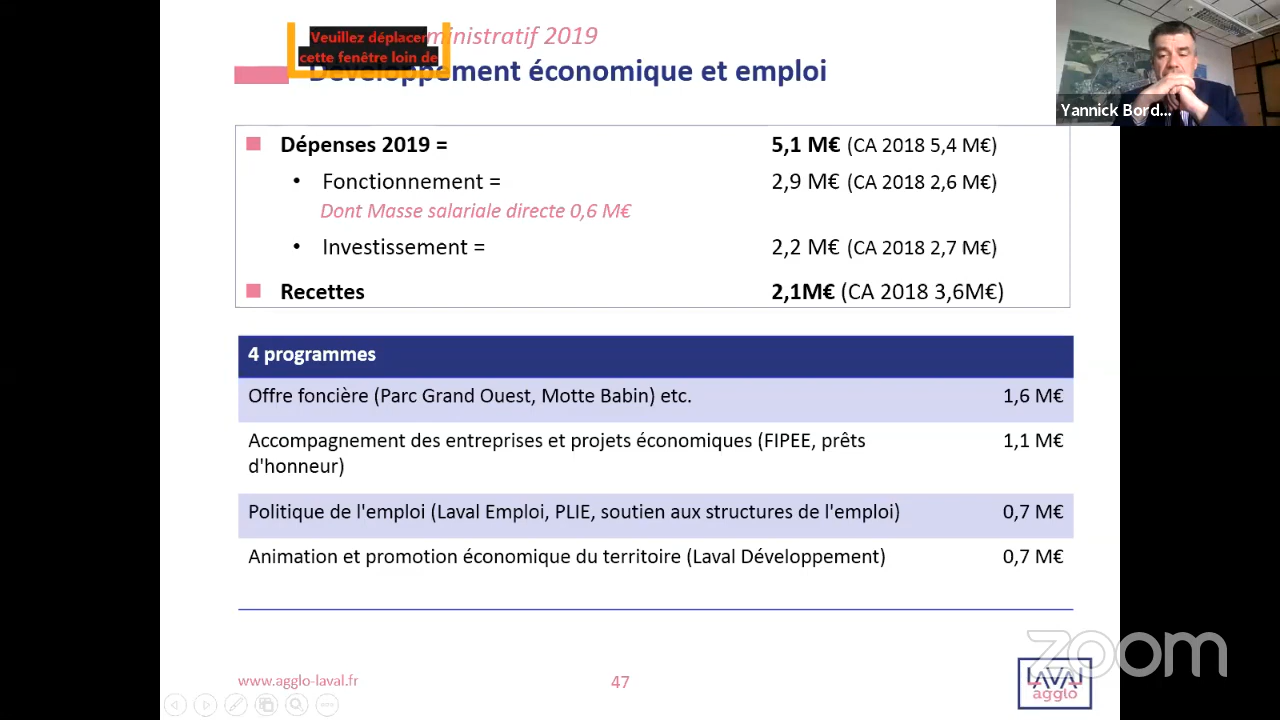 Veuillez déplacer
cette fenêtre loin de
ministratif 2019
Développement économique et emploi
Yannick Bord...
Dépenses 2019 = 5,1 M€ (CA 2018 5,4 M€)
• Fonctionnement = 2,9 M€ (CA 2018 2,6 M€)
Dont Masse salariale directe 0,6 M€
• Investissement = 2,2 M€ (CA 2018 2,7 M€)
Recettes 2,1M€ (CA 2018 3,6M€)
4 programmes
Offre foncière (Parc Grand Ouest, Motte Babin) etc. 1,6 M€
Accompagnement des entreprises et projets économiques (FIPEE, prêts 1,1 M€
d'honneur)
Politique de l'emploi (Laval Emploi, PLIE, soutien aux structures de l'emploi) 0,7 M€
Animation et promotion économique du territoire (Laval Développement) 0,7 M€
zoom
www.agglo-laval.fr
47
LAVAL
agglo